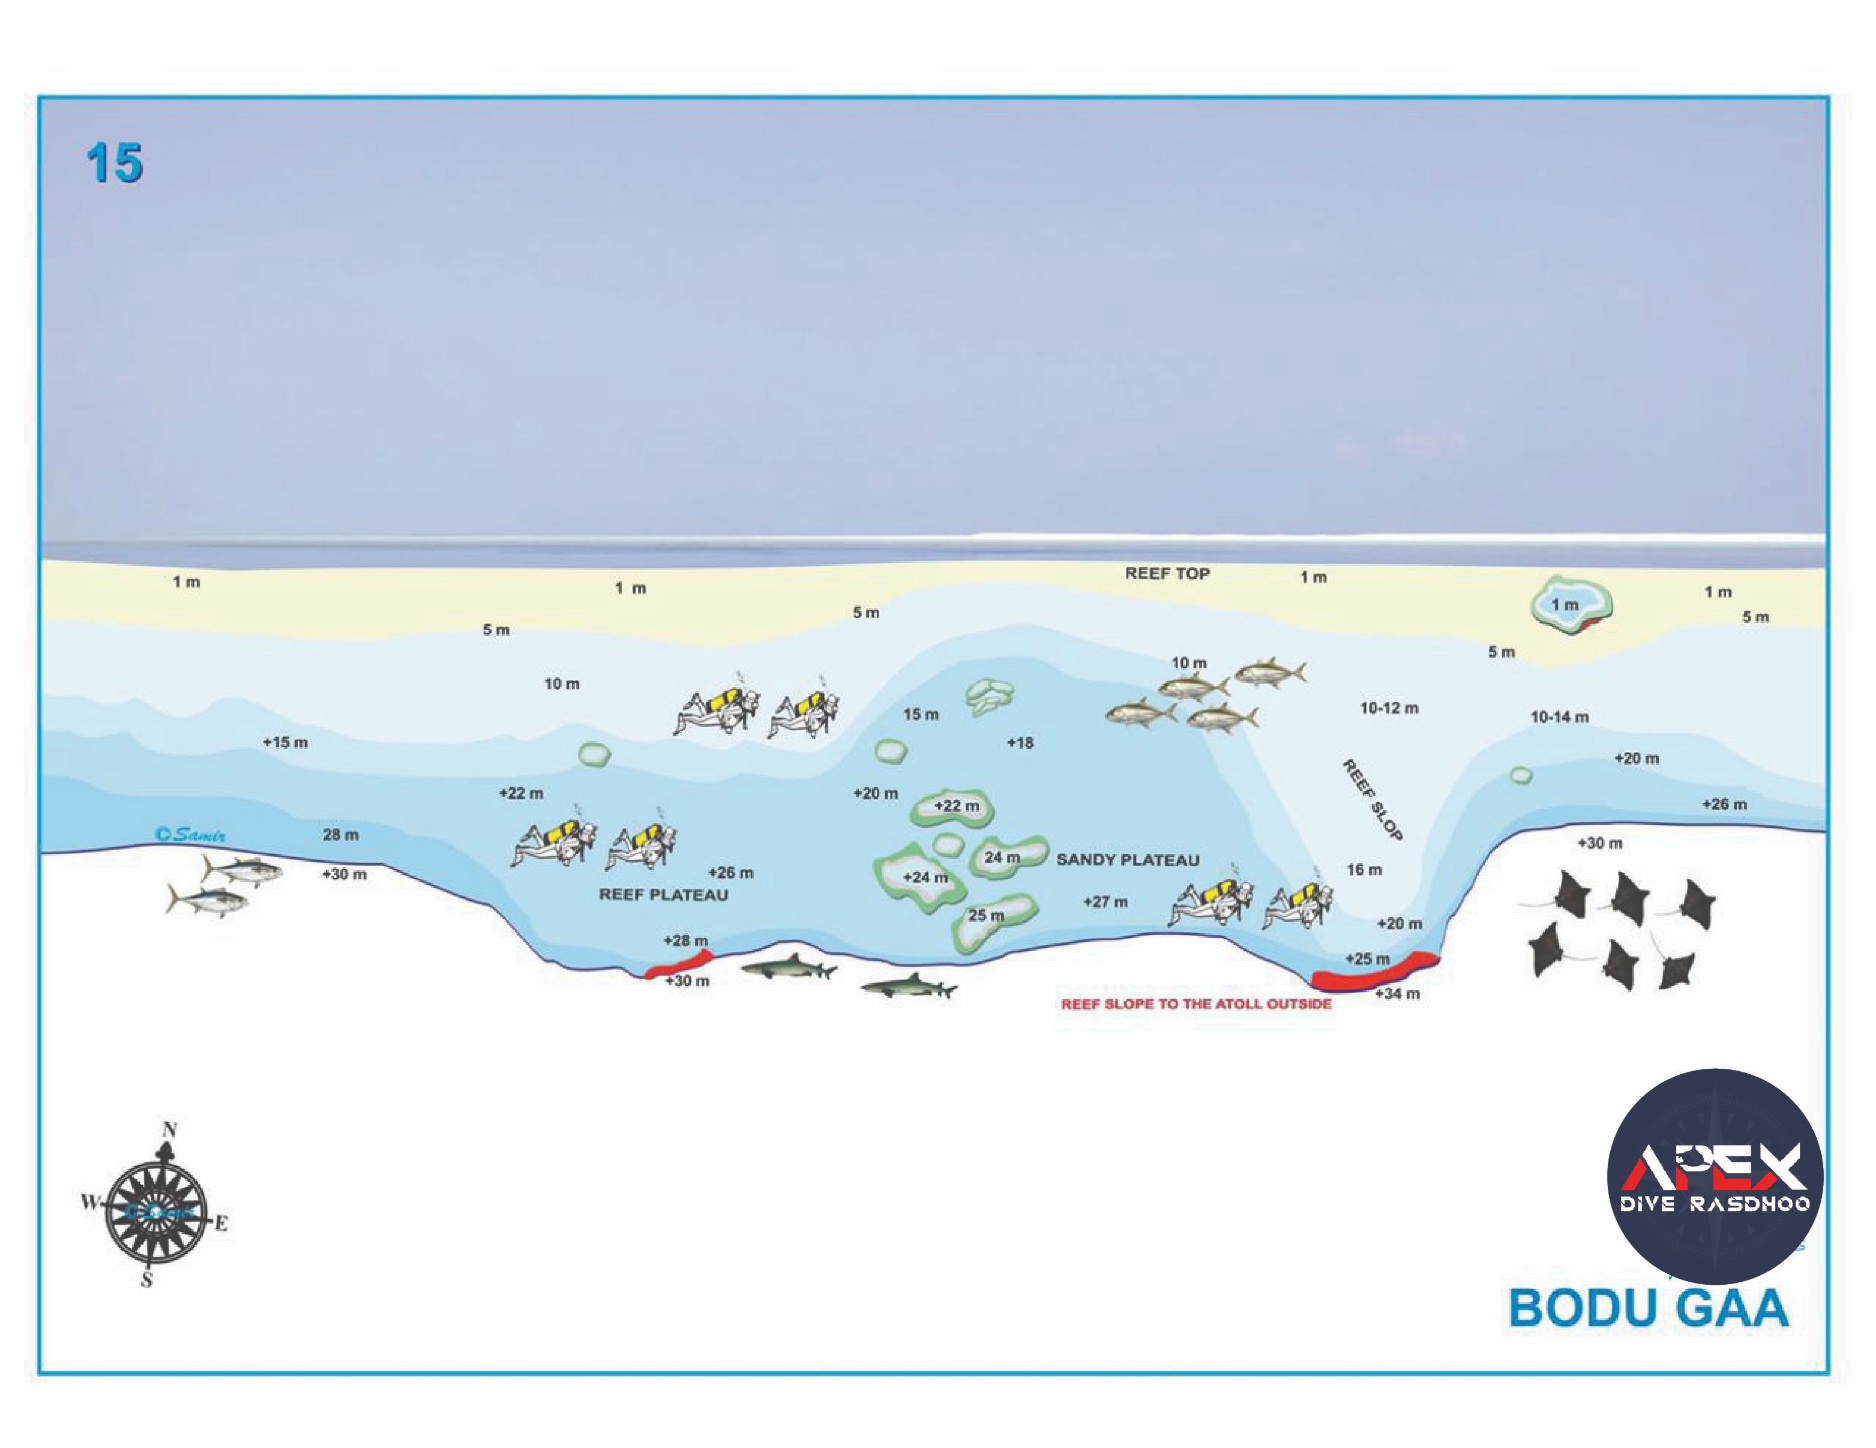 15
1 m
1 m
REEF TOP
1 m
1 m
1 m
5 m
5 m
5 m
5 m
10 m
10 m
10-12 m
10-14 m
15 m
+15 m
+18
+20 m
REEF SLOP
+22 m
+20 m
+22 m
+26 m
© Samir
28 m
+30 m
24 m
SANDY PLATEAU
16 m
+30 m
+26 m
+24 m
REEF PLATEAU
+27 m
25 m
+20 m
+28 m
+25 m
+30 m
+34 m
REEF SLOPE TO THE ATOLL OUTSIDE
N
W
E
S
© Samir
APEX
DIVE RASDHOO
BODU GAA